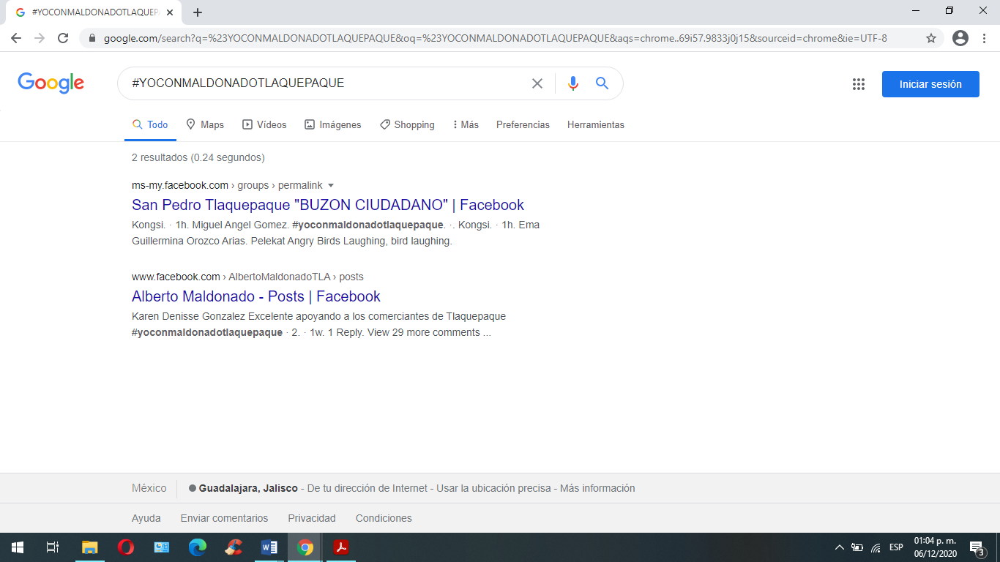 #YOCONMALDONADOTLAQUEP
google.com/search?q=%23YOCONMALDONADOTLAQUEPAQUE&oq=%23YOCONMALDONADOTLAQUEPAQUE&aqs=chrome..69i57.9833j0j15&sourceid=chrome&ie=UTF-8
Google
#YOCONMALDONADOTLAQUEPAQUE
Iniciar sesión
Todo Maps Vídeos Imágenes Shopping Más Preferencias Herramientas
2 resultados (0.24 segundos)
ms-my.facebook.com › groups › permalink
San Pedro Tlaquepaque "BUZON CIUDADANO" | Facebook
Kongsi. · 1h. Miguel Angel Gomez. #yoconmaldonadotlaquepaque. ·. Kongsi. · 1h. Ema
Guillermina Orozco Arias. Pelekat Angry Birds Laughing, bird laughing.
www.facebook.com › AlbertoMaldonadoTLA › posts
Alberto Maldonado - Posts | Facebook
Karen Denisse Gonzalez Excelente apoyando a los comerciantes de Tlaquepaque
#yoconmaldonadotlaquepaque · 2. · 1w. 1 Reply. View 29 more comments ...
México
Guadalajara, Jalisco - De tu dirección de Internet - Usar la ubicación precisa - Más información
Ayuda Enviar comentarios Privacidad Condiciones
ESP
01:04 p. m.
06/12/2020
3